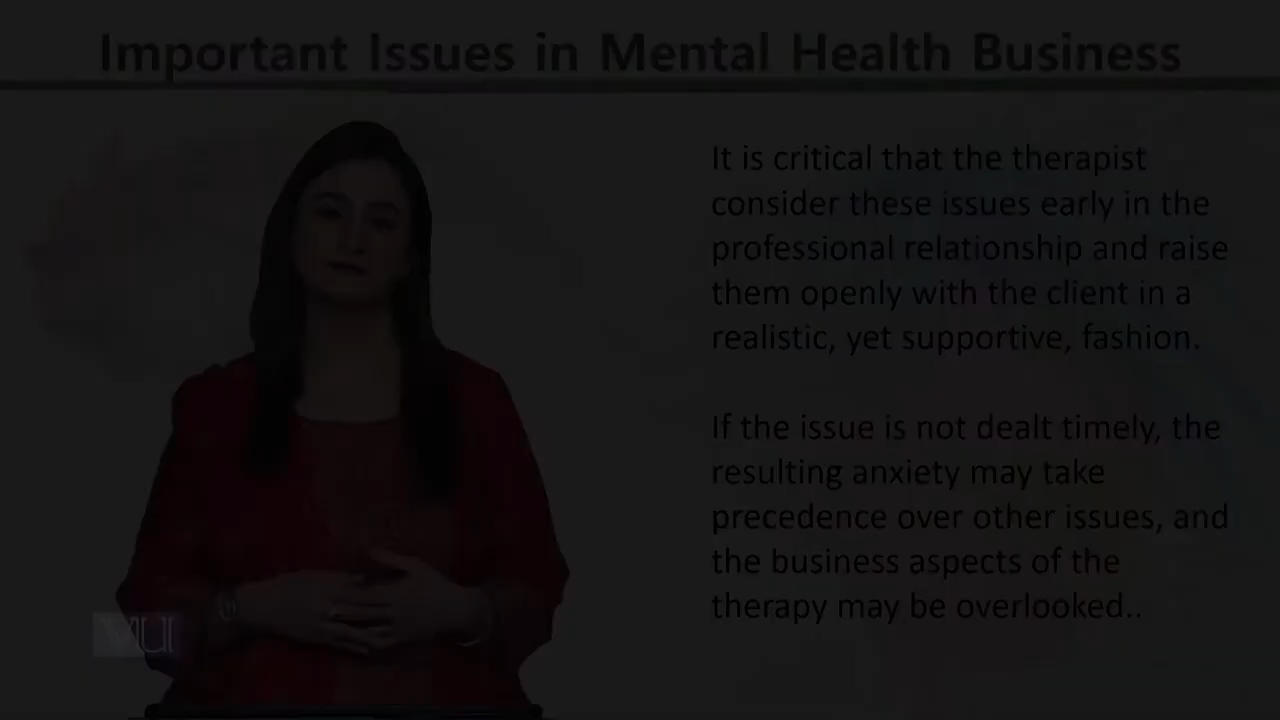 Important Issues in Mental Health Business
It is critical that the therapist
consider these issues early in the
professional relationship and raise
them openly with the client in a
realistic, yet supportive, fashion.
If the issue is not dealt timely, the
resulting anxiety may take
precedence over other issues, and
the business aspects of the
therapy may be overlooked..
VU